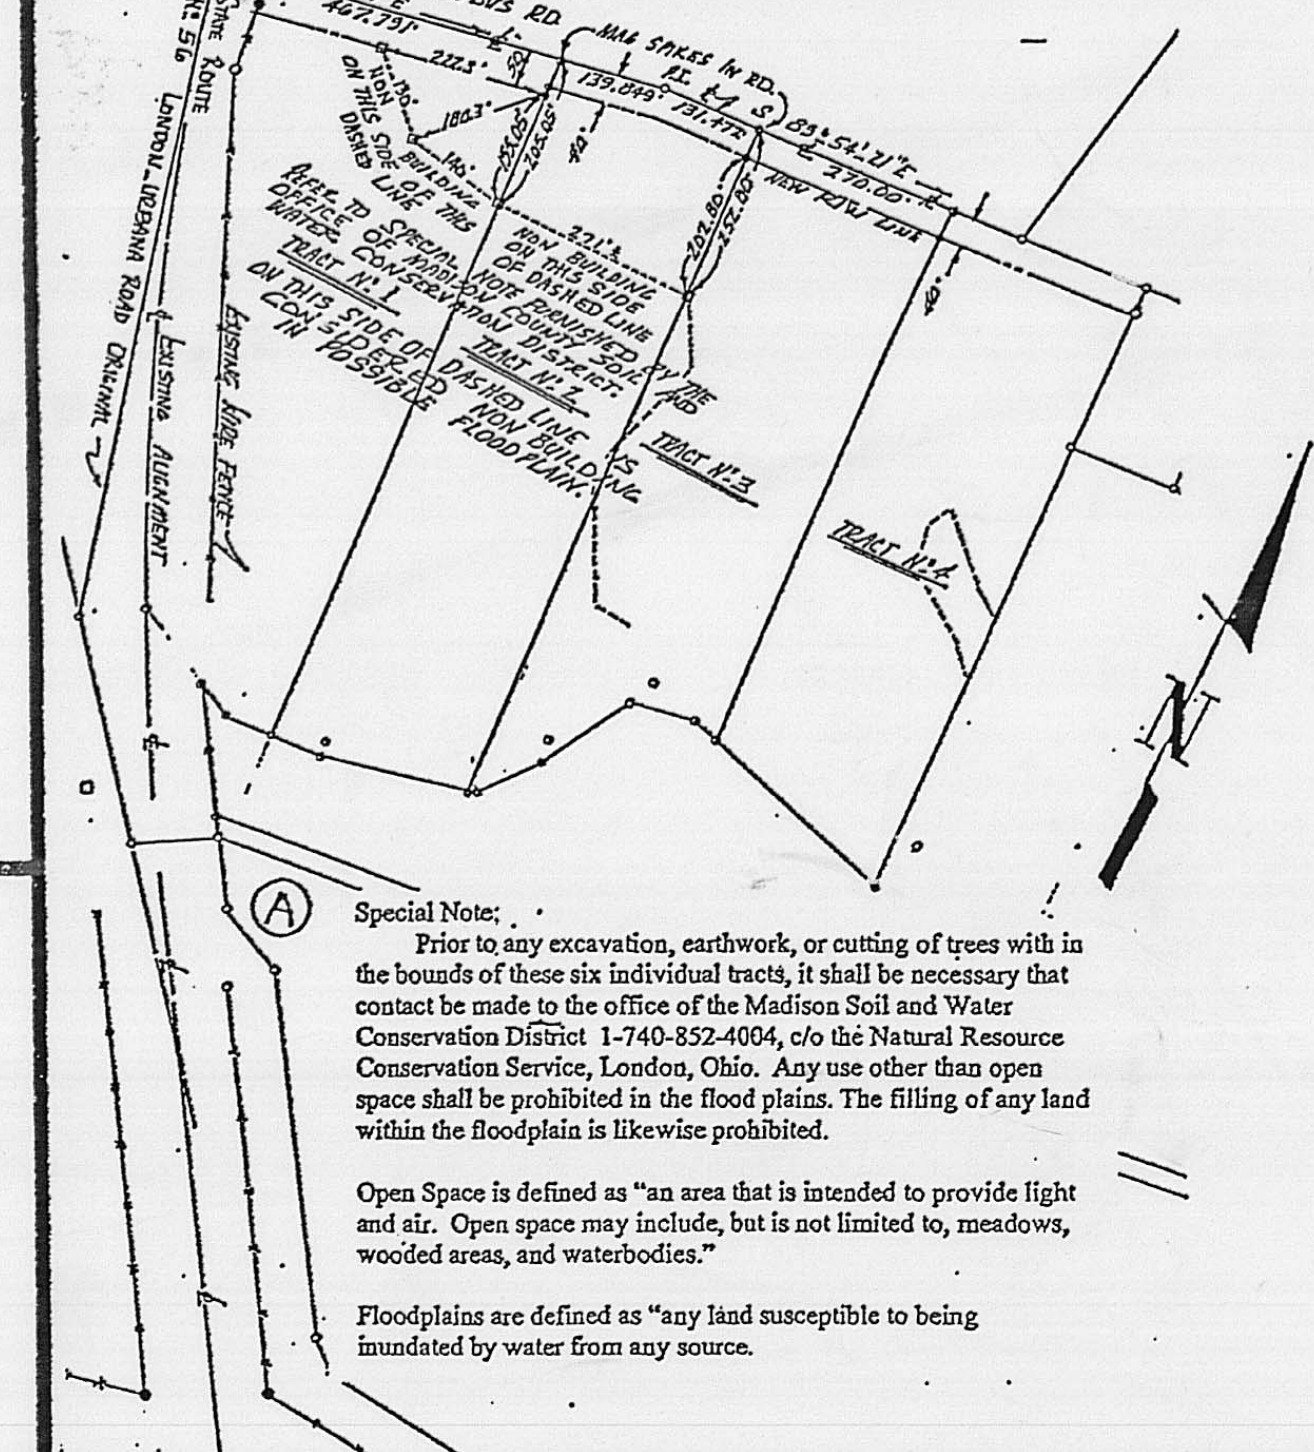 RD.
467.791'
STATE ROUTE
Nº 56
LONDON-URBANA ROAD ORIGINAL
EXISTING ALIGNMENT
EXISTING WIRE FENCE
222.3'
50'
MAG SPIKES IN RD.
P.I.
139.849'
131.472
S 83°54'21"E
270.00'
NEW R/W LINE
130'
180.3'
140'
155.05'
205.05'
40'
NON BUILDING
ON THIS SIDE OF THIS
DASHED LINE
221'±
202.80'
252.80'
40'
NON BUILDING
ON THIS SIDE
OF DASHED LINE
REFER TO SPECIAL NOTE FURNISHED BY THE
OFFICE OF MADISON COUNTY SOIL AND
WATER CONSERVATION DISTRICT.
TRACT Nº 1
TRACT Nº 2
ON THIS SIDE OF DASHED LINE IS
CONSIDERED NON BUILDING
IN POSSIBLE FLOODPLAIN.
TRACT Nº 3
TRACT Nº 4
N
A
Special Note;
Prior to any excavation, earthwork, or cutting of trees with in
the bounds of these six individual tracts, it shall be necessary that
contact be made to the office of the Madison Soil and Water
Conservation District 1-740-852-4004, c/o the Natural Resource
Conservation Service, London, Ohio. Any use other than open
space shall be prohibited in the flood plains. The filling of any land
within the floodplain is likewise prohibited.
Open Space is defined as “an area that is intended to provide light
and air. Open space may include, but is not limited to, meadows,
wooded areas, and waterbodies.”
Floodplains are defined as “any land susceptible to being
inundated by water from any source.